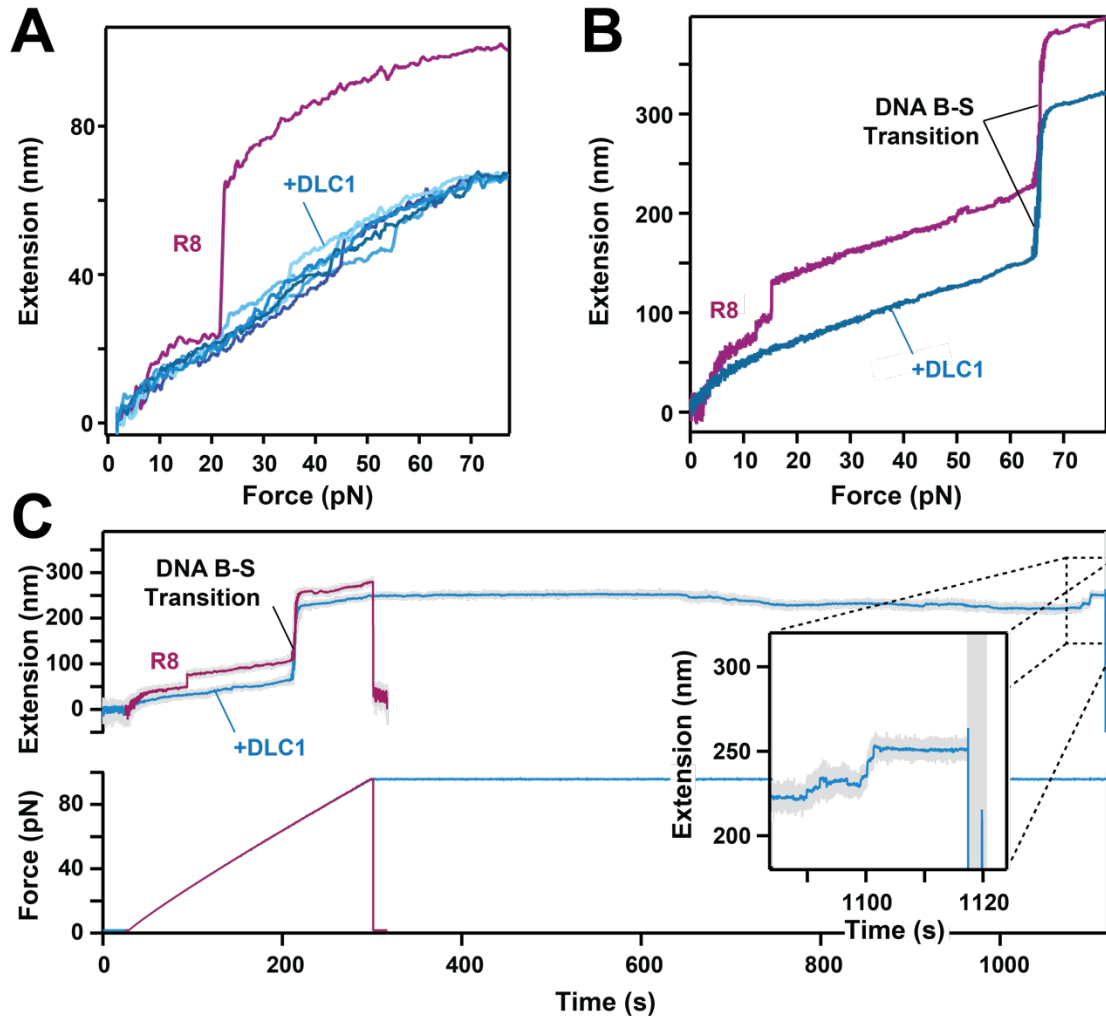 A
Extension (nm)
80
40
0
R8
+DLC1
0 10 20 30 40 50 60 70
Force (pN)
B
Extension (nm)
300
200
100
0
DNA B-S
Transition
R8
+DLC1
0 10 20 30 40 50 60 70
Force (pN)
C
Extension (nm)
300
200
100
0
DNA B-S
Transition
R8
+DLC1
Force (pN)
80
40
0
Extension (nm)
300
250
200
1100 1120
Time (s)
0 200 400 600 800 1000
Time (s)